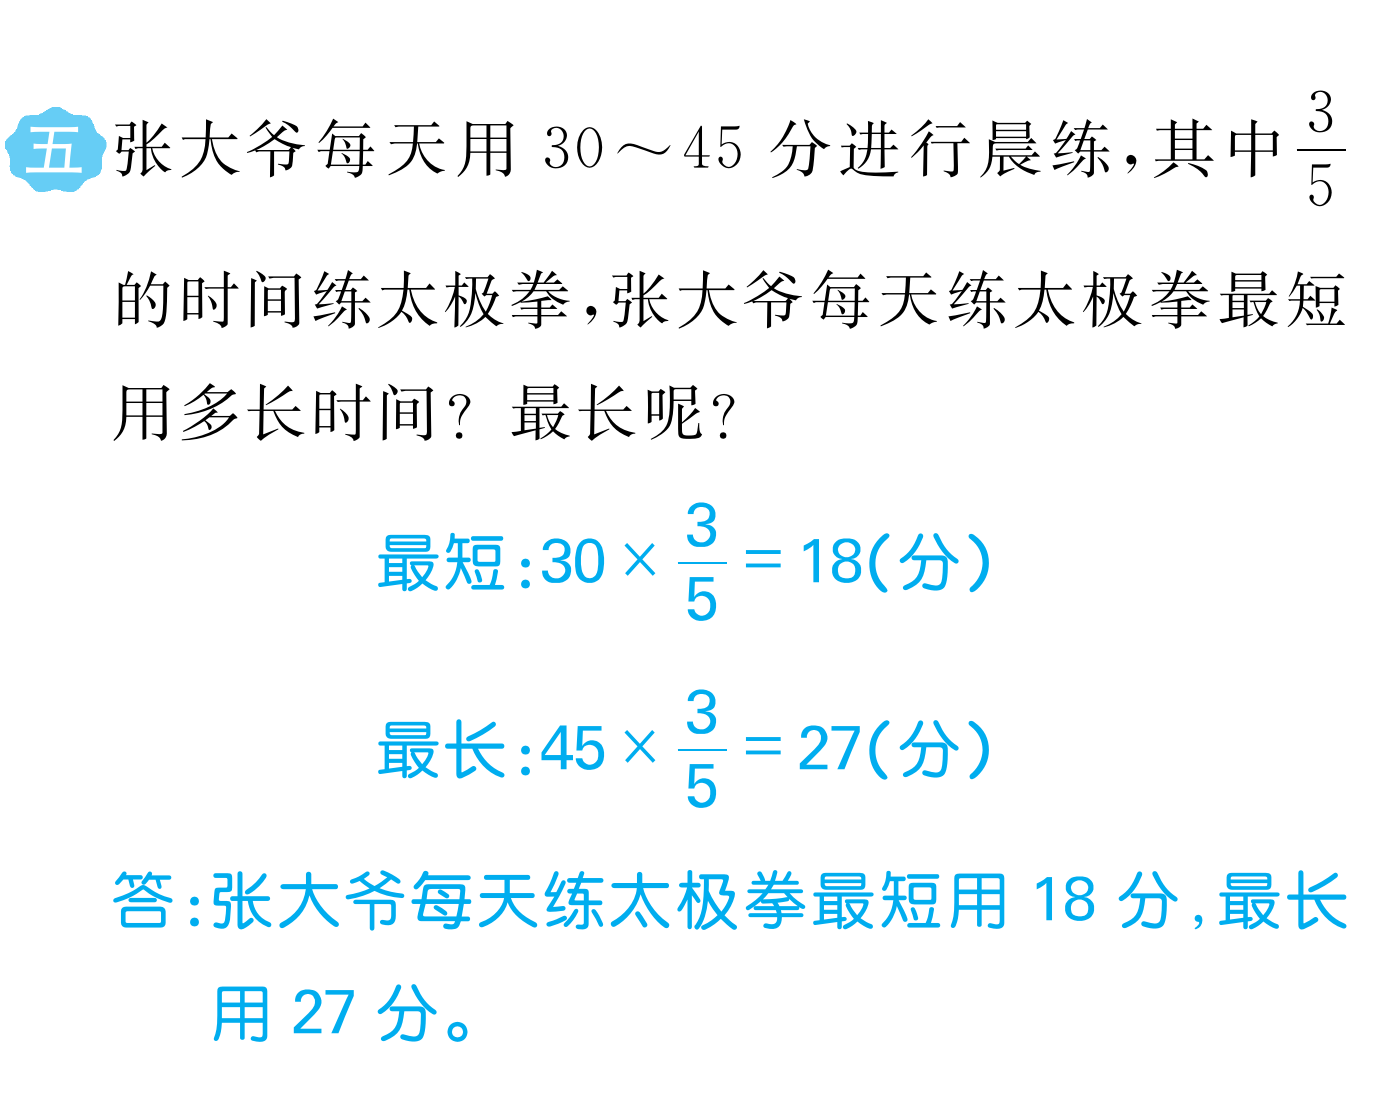 五 张大爷每天用 30～45 分进行晨练,其中 3/5
的时间练太极拳,张大爷每天练太极拳最短
用多长时间? 最长呢?
最短:30 × 3/5 = 18(分)
最长:45 × 3/5 = 27(分)
答:张大爷每天练太极拳最短用 18 分,最长
用 27 分。